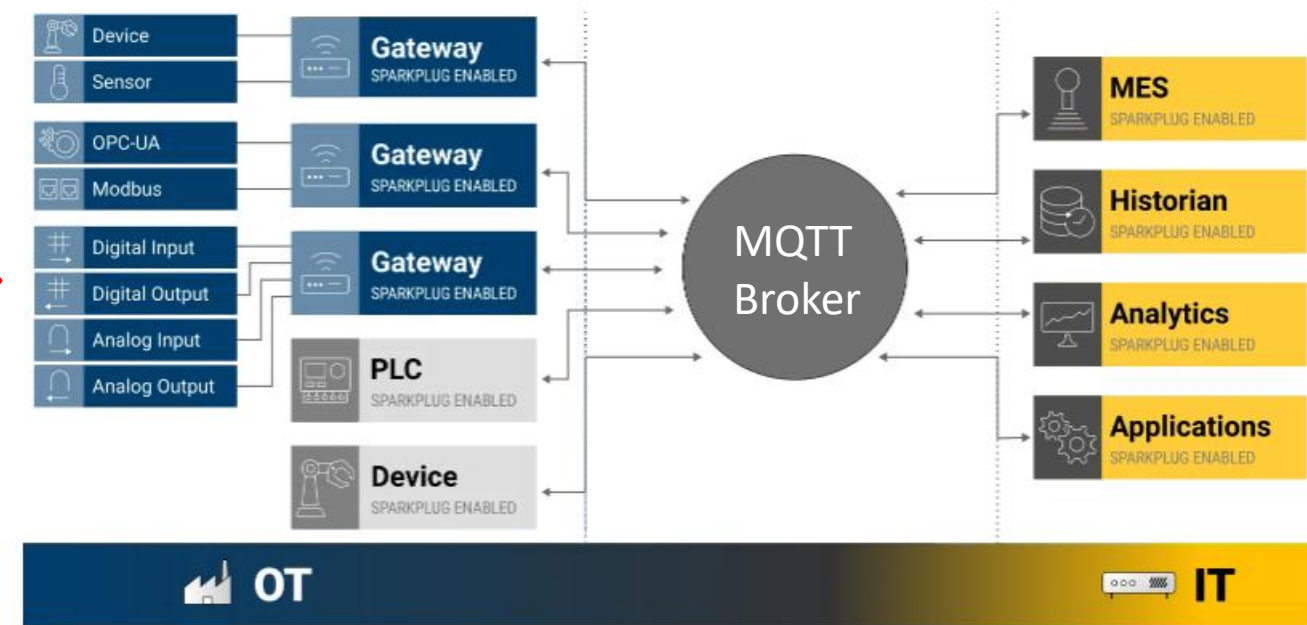 Device
Sensor
OPC-UA
Modbus
Digital Input
Digital Output
Analog Input
Analog Output
Gateway
SPARKPLUG ENABLED
Gateway
SPARKPLUG ENABLED
Gateway
SPARKPLUG ENABLED
PLC
SPARKPLUG ENABLED
Device
SPARKPLUG ENABLED
MQTT
Broker
MES
SPARKPLUG ENABLED
Historian
SPARKPLUG ENABLED
Analytics
SPARKPLUG ENABLED
Applications
SPARKPLUG ENABLED
OT
IT